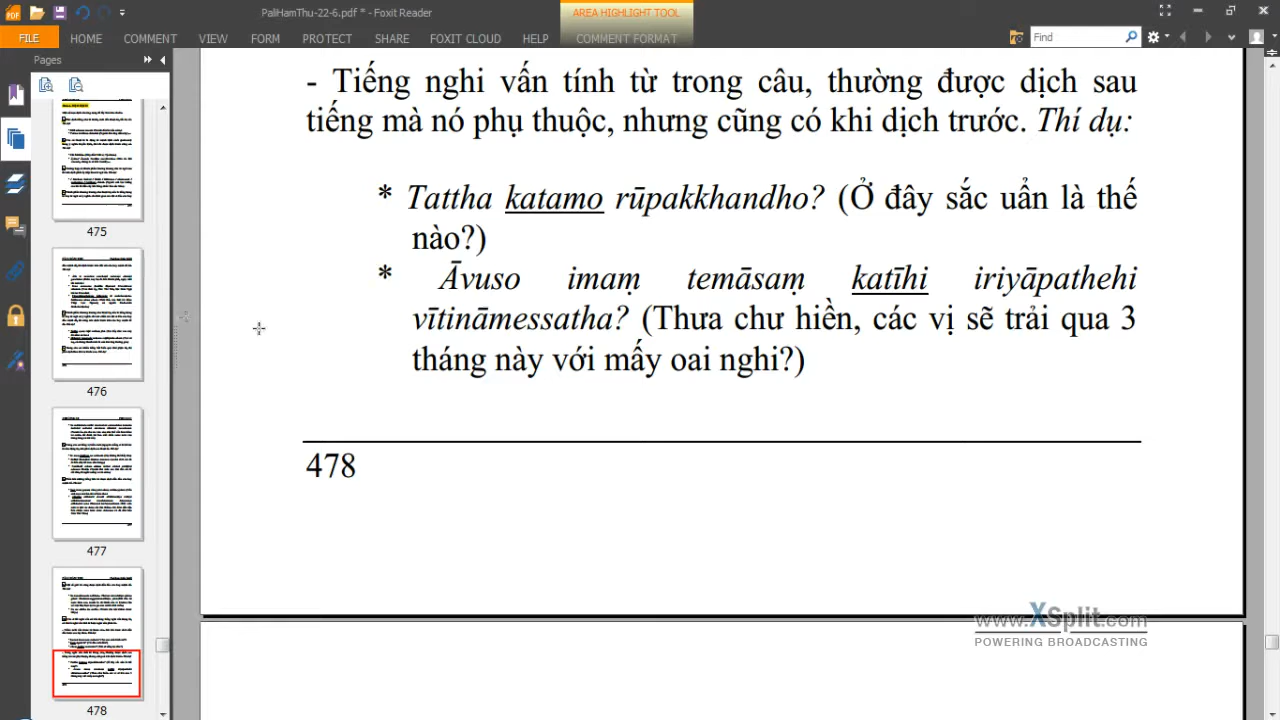 PaliHamThu-22-6.pdf * - Foxit Reader
AREA HIGHLIGHT TOOL
FILE HOME COMMENT VIEW FORM PROTECT SHARE FOXIT CLOUD HELP COMMENT FORMAT Find
Pages
475
476
477
478
- Tiếng nghi vấn tính từ trong câu, thường được dịch sau
tiếng mà nó phụ thuộc, nhưng cũng có khi dịch trước. Thí dụ:
* Tattha katamo rūpakkhandho? (Ở đây sắc uẩn là thế
nào?)
* Āvuso imaṃ temāsaṃ katīhi iriyāpathehi
vītināmessatha? (Thưa chư hiền, các vị sẽ trải qua 3
tháng này với mấy oai nghi?)
478
www.XSplit.com
POWERING BROADCASTING